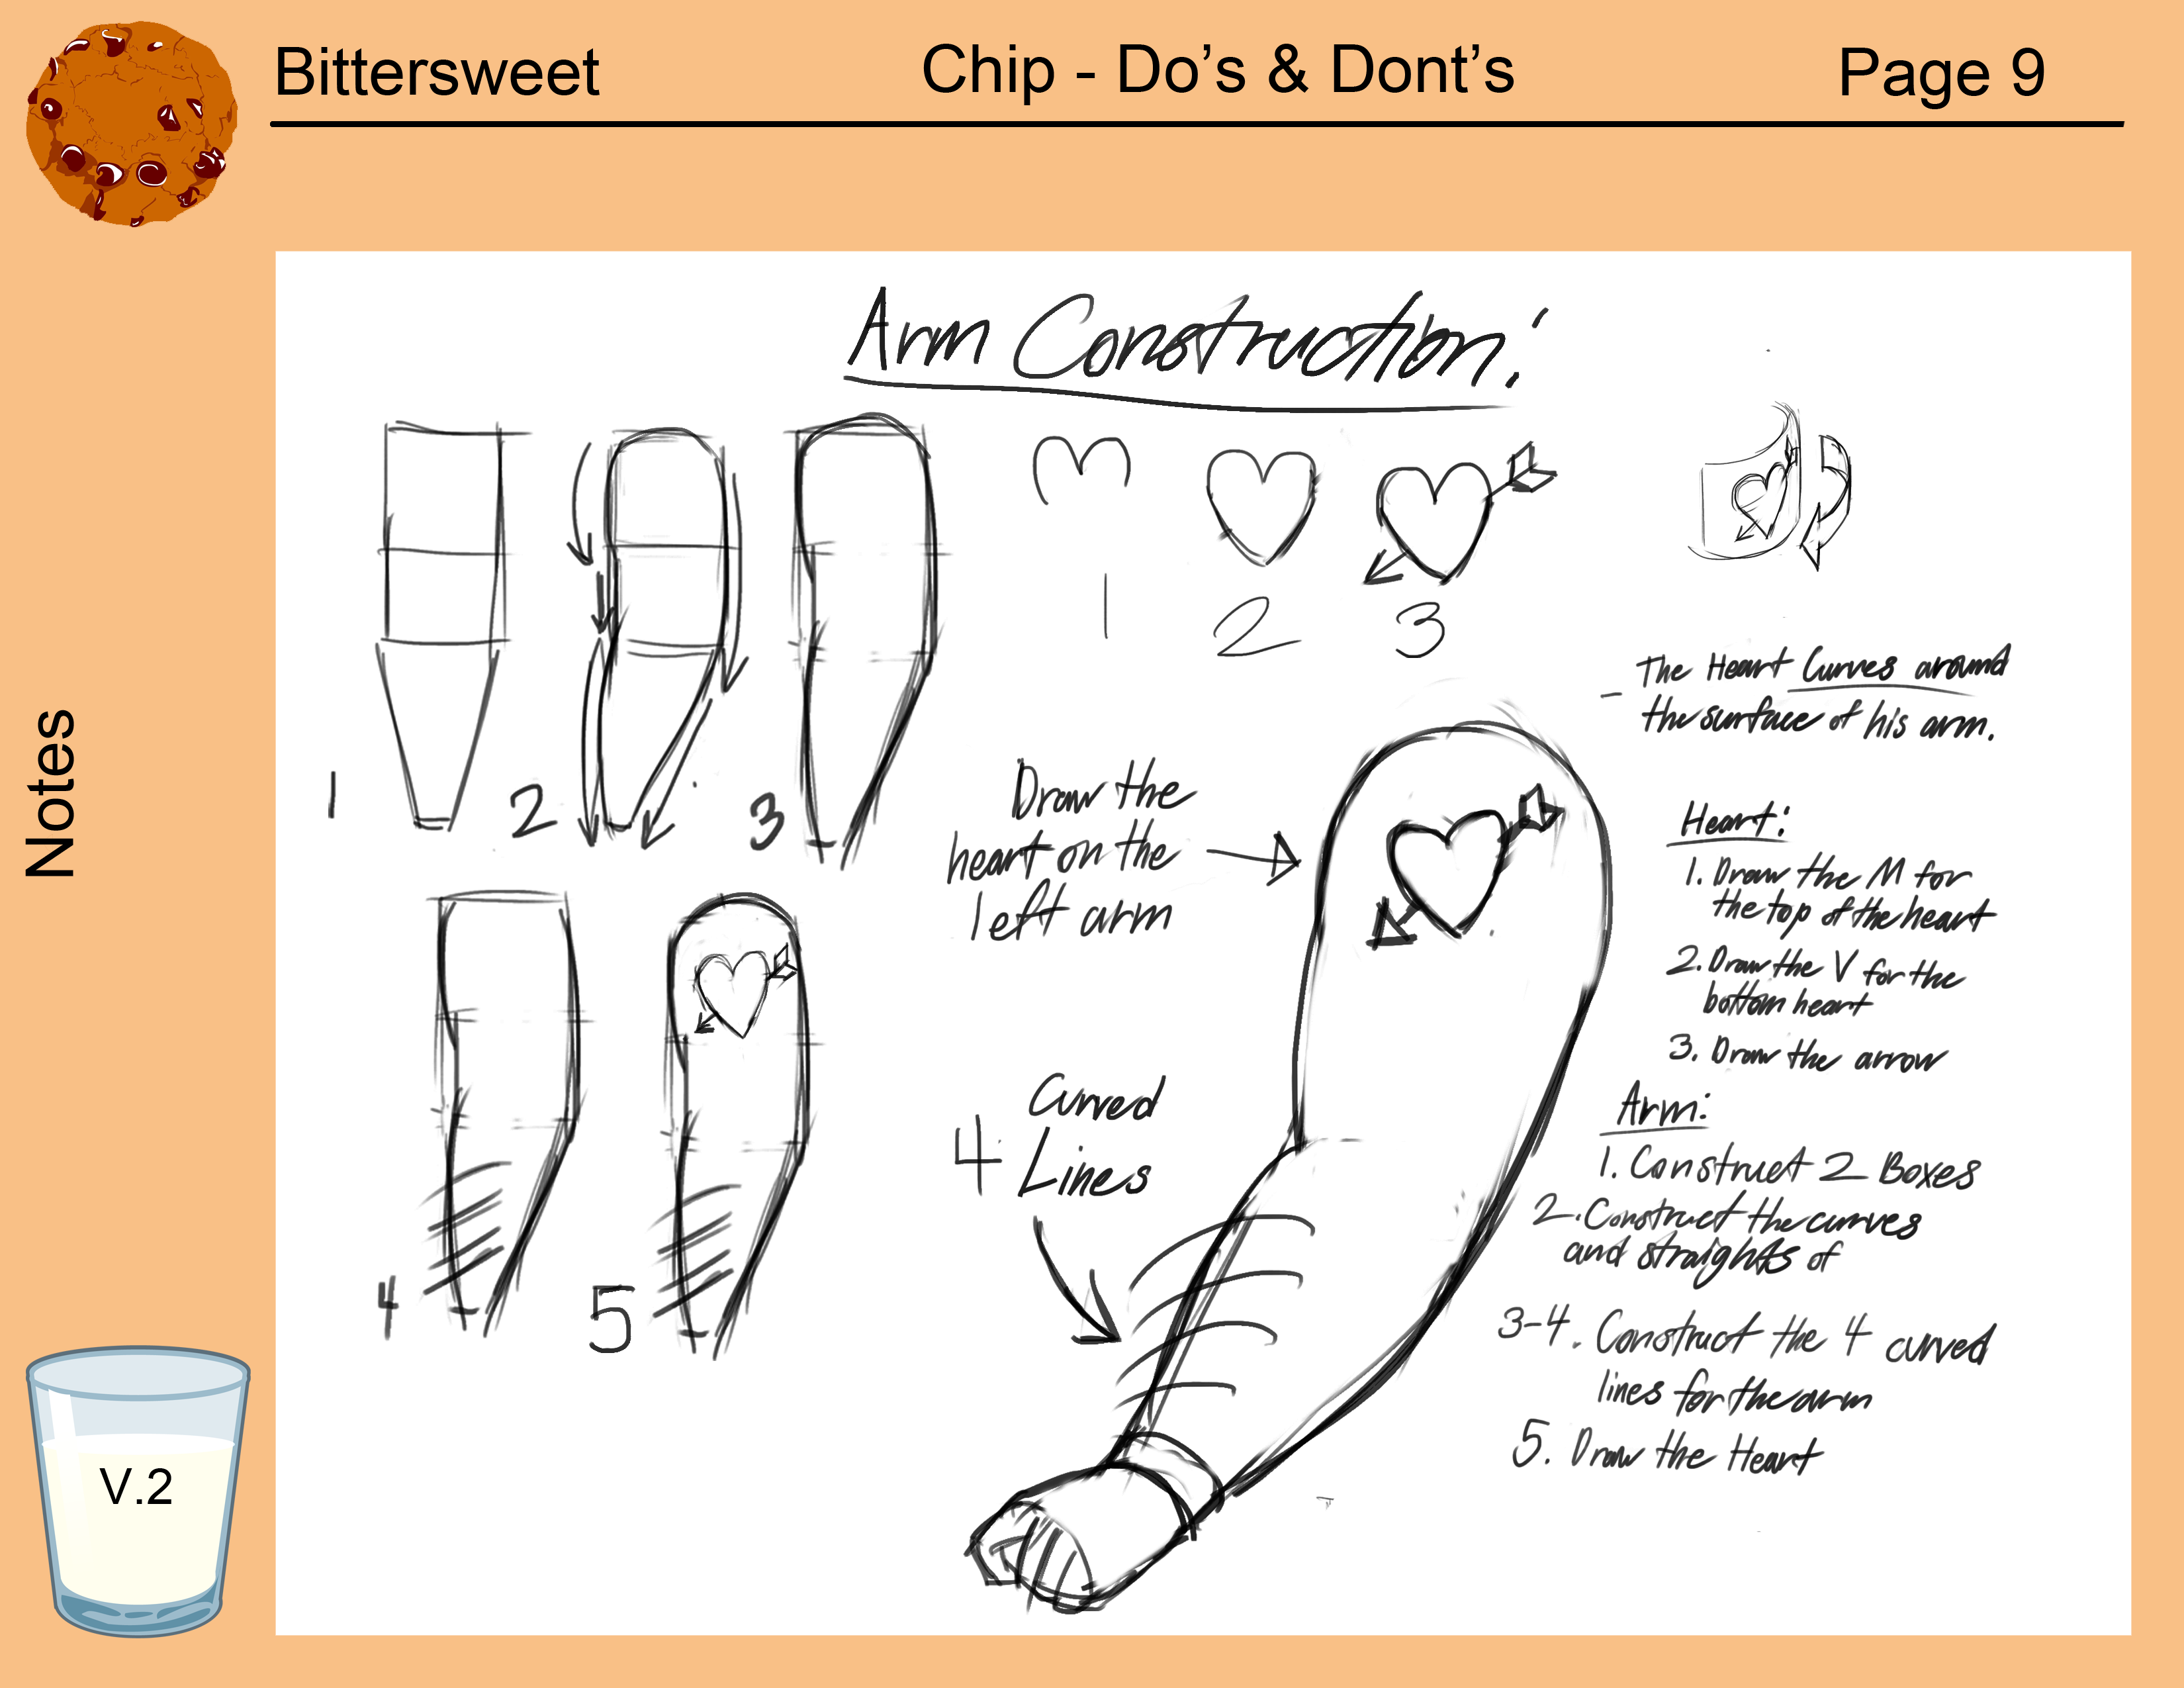 Bittersweet
Chip - Do’s & Dont’s
Page 9
Notes
V.2
Arm Construction:
1
2
3
4
5
1
2
3
- The Heart Curves around
the surface of his arm.
Draw the
heart on the
left arm
4 Curved
Lines
Heart:
1. Draw the M for
the top of the heart
2. Draw the V for the
bottom heart
3. Draw the arrow
Arm:
1. Construct 2 Boxes
2. Construct the curves
and straights of
3-4. Construct the 4 curved
lines for the arm
5. Draw the Heart